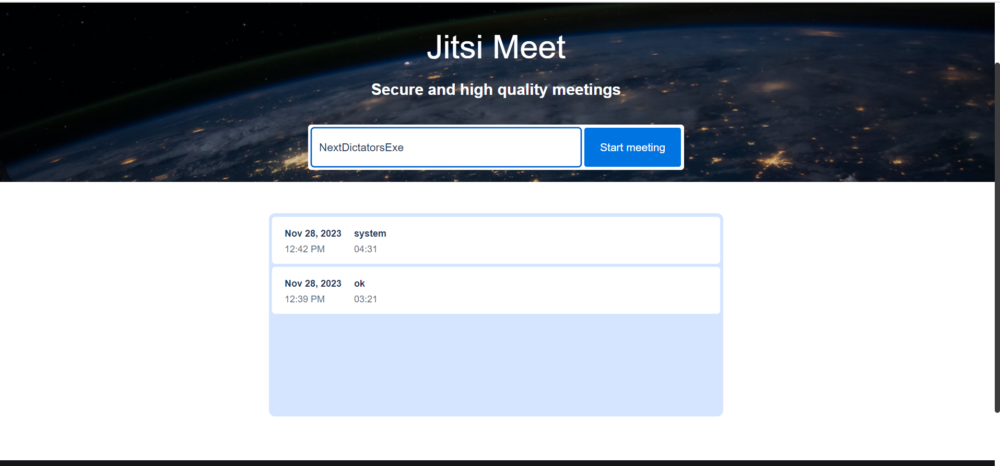 Jitsi Meet
Secure and high quality meetings
NextDictatorsExe
Start meeting
Nov 28, 2023 system
12:42 PM 04:31
Nov 28, 2023 ok
12:39 PM 03:21